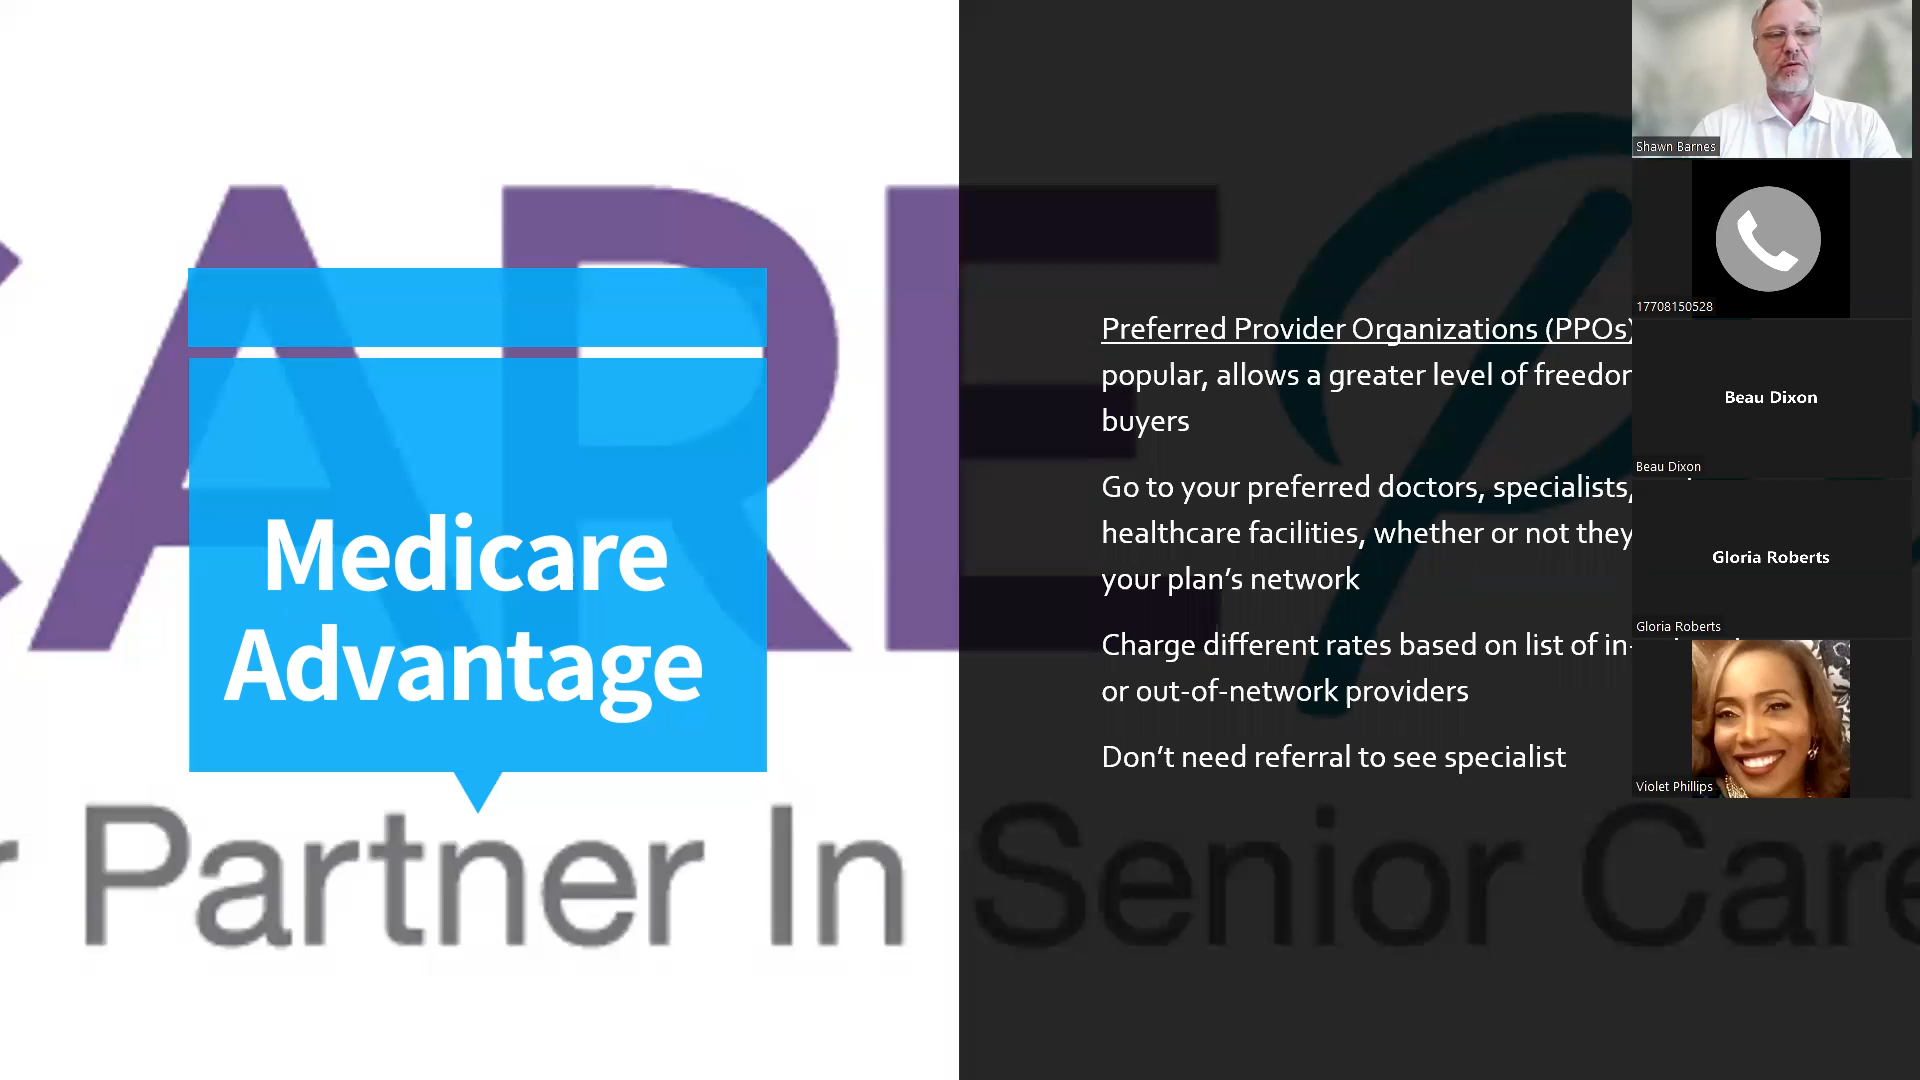 CARE
Medicare
Advantage
r Partner In Senior Care
Preferred Provider Organizations (PPOs)
popular, allows a greater level of freedom
buyers
Go to your preferred doctors, specialists,
healthcare facilities, whether or not they
your plan's network
Charge different rates based on list of in-
or out-of-network providers
Don't need referral to see specialist
Shawn Barnes
17708150528
Beau Dixon
Beau Dixon
Gloria Roberts
Gloria Roberts
Violet Phillips